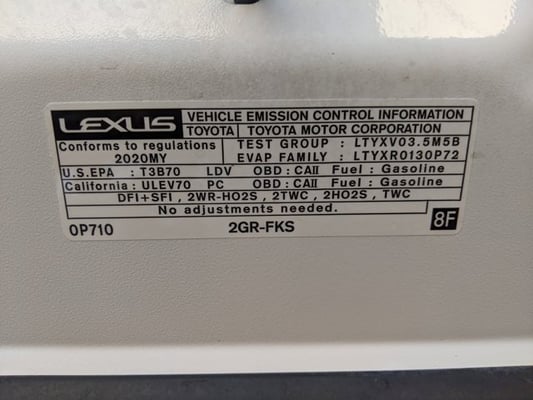 LEXUS VEHICLE EMISSION CONTROL INFORMATION
TOYOTA TOYOTA MOTOR CORPORATION
Conforms to regulations TEST GROUP : LTYXV03.5M5B
2020MY EVAP FAMILY : LTYXR0130P72
U.S.EPA : T3B70 LDV OBD : CAII Fuel : Gasoline
California : ULEV70 PC OBD : CAII Fuel : Gasoline
DFI+SFI , 2WR-HO2S , 2TWC , 2HO2S , TWC
No adjustments needed.
0P710 2GR-FKS 8F